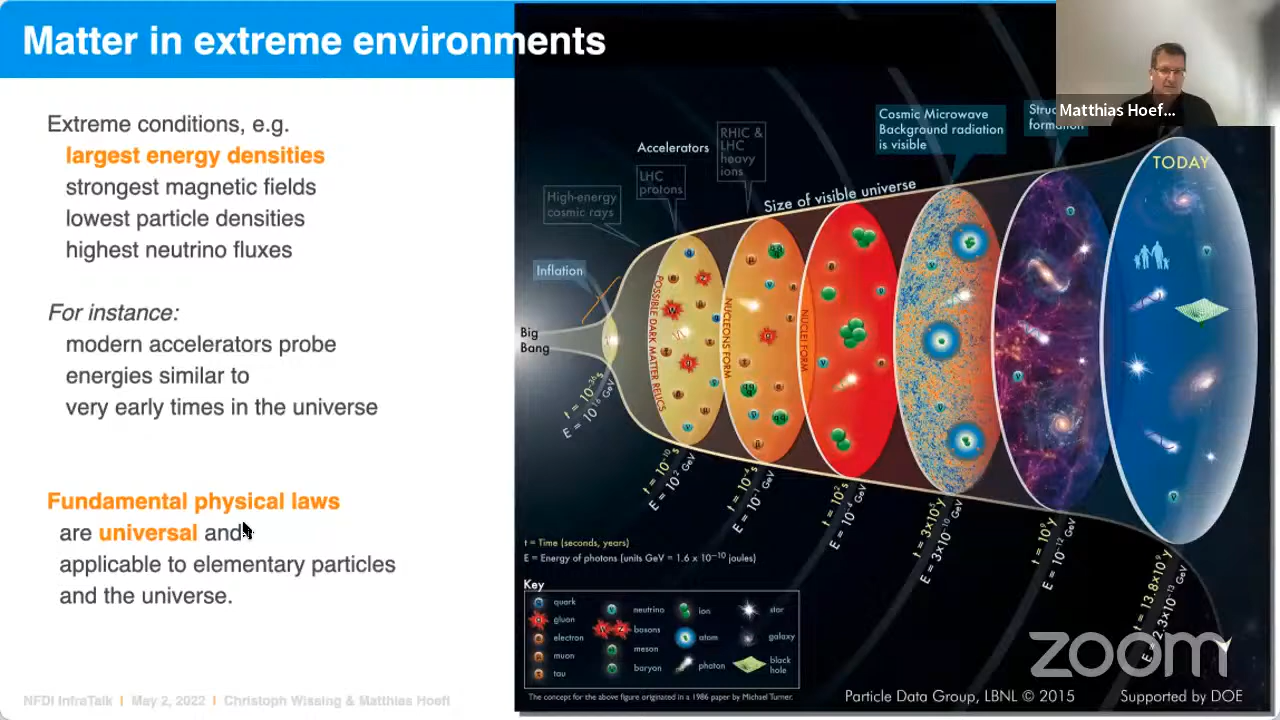 Matter in extreme environments
Extreme conditions, e.g.
largest energy densities
strongest magnetic fields
lowest particle densities
highest neutrino fluxes
For instance:
modern accelerators probe
energies similar to
very early times in the universe
Fundamental physical laws
are universal and
applicable to elementary particles
and the universe.
NFDI InfraTalk | May 2, 2022 | Christoph Wissing & Matthias Hoeft
Matthias Hoef...
Cosmic Microwave
Background radiation
is visible
Struc
formation
RHIC &
LHC
heavy
ions
Accelerators
LHC
protons
High-energy
cosmic rays
Size of visible universe
TODAY
Inflation
Big
Bang
POSSIBLE DARK MATTER RELICS
NUCLEONS FORM
NUCLEI FORM
E = 10¹⁶ GeV
t = 10⁻¹⁰ s
E = 10² GeV
t = 10⁻⁴ s
E = 10⁻¹ GeV
t = 10² s
E = 10⁻⁴ GeV
t = 3×10⁵ y
E = 3×10⁻¹⁰ GeV
t = 10⁹ y
E = 10⁻¹² GeV
t = 13.8×10⁹ y
E = 2.3×10⁻¹³ GeV
t = Time (seconds, years)
E = Energy of photons (units GeV = 1.6 x 10⁻¹⁰ joules)
Key
quark
gluon
electron
muon
tau
neutrino
bosons
meson
baryon
ion
atom
photon
star
galaxy
black
hole
The concept for the above figure originated in a 1986 paper by Michael Turner.
Particle Data Group, LBNL © 2015
Supported by DOE
zoom